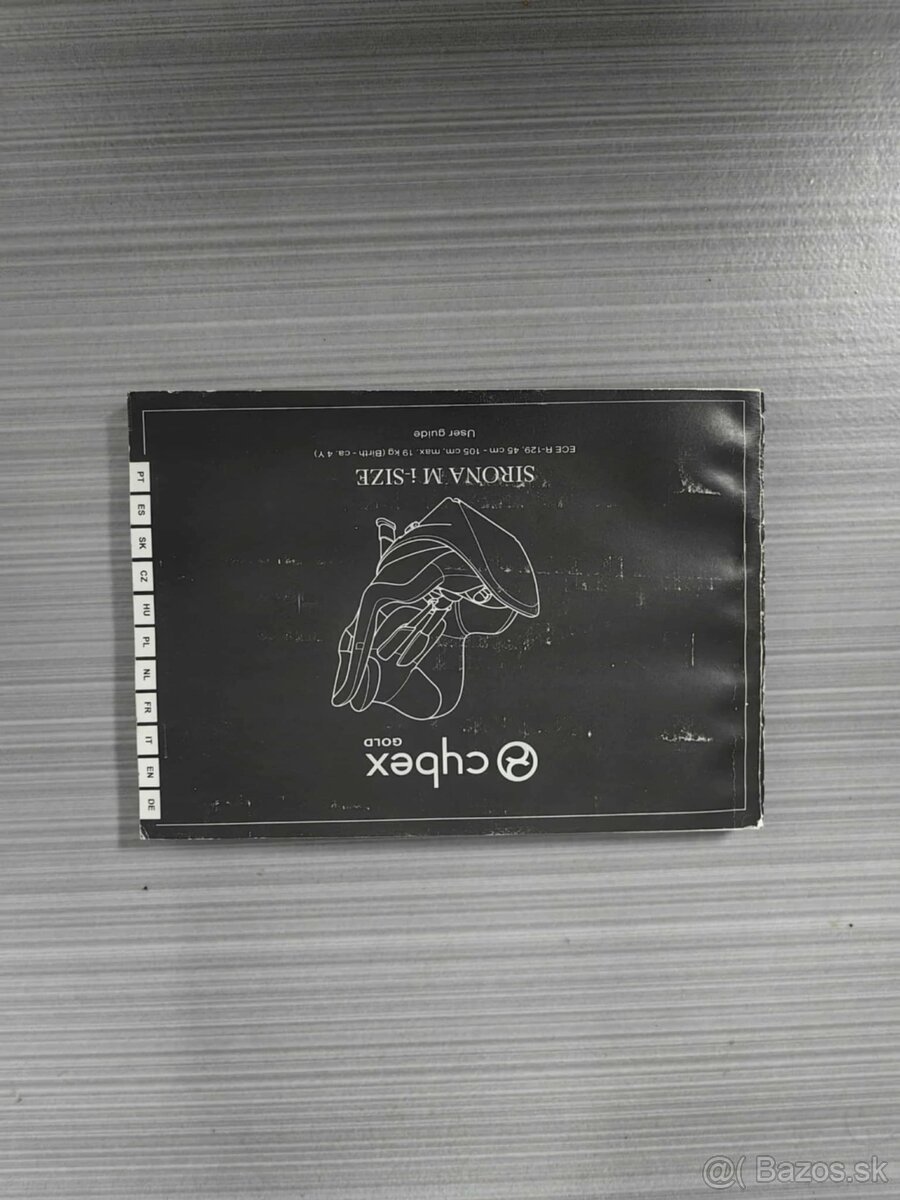 cybex
GOLD
SIRONA M i-SIZE
ECE R-129, 45 cm - 105 cm, max. 19 kg (Birth - ca. 4 Y)
User guide
DE
EN
IT
FR
NL
PL
HU
CZ
SK
ES
PT
@( Bazos.sk